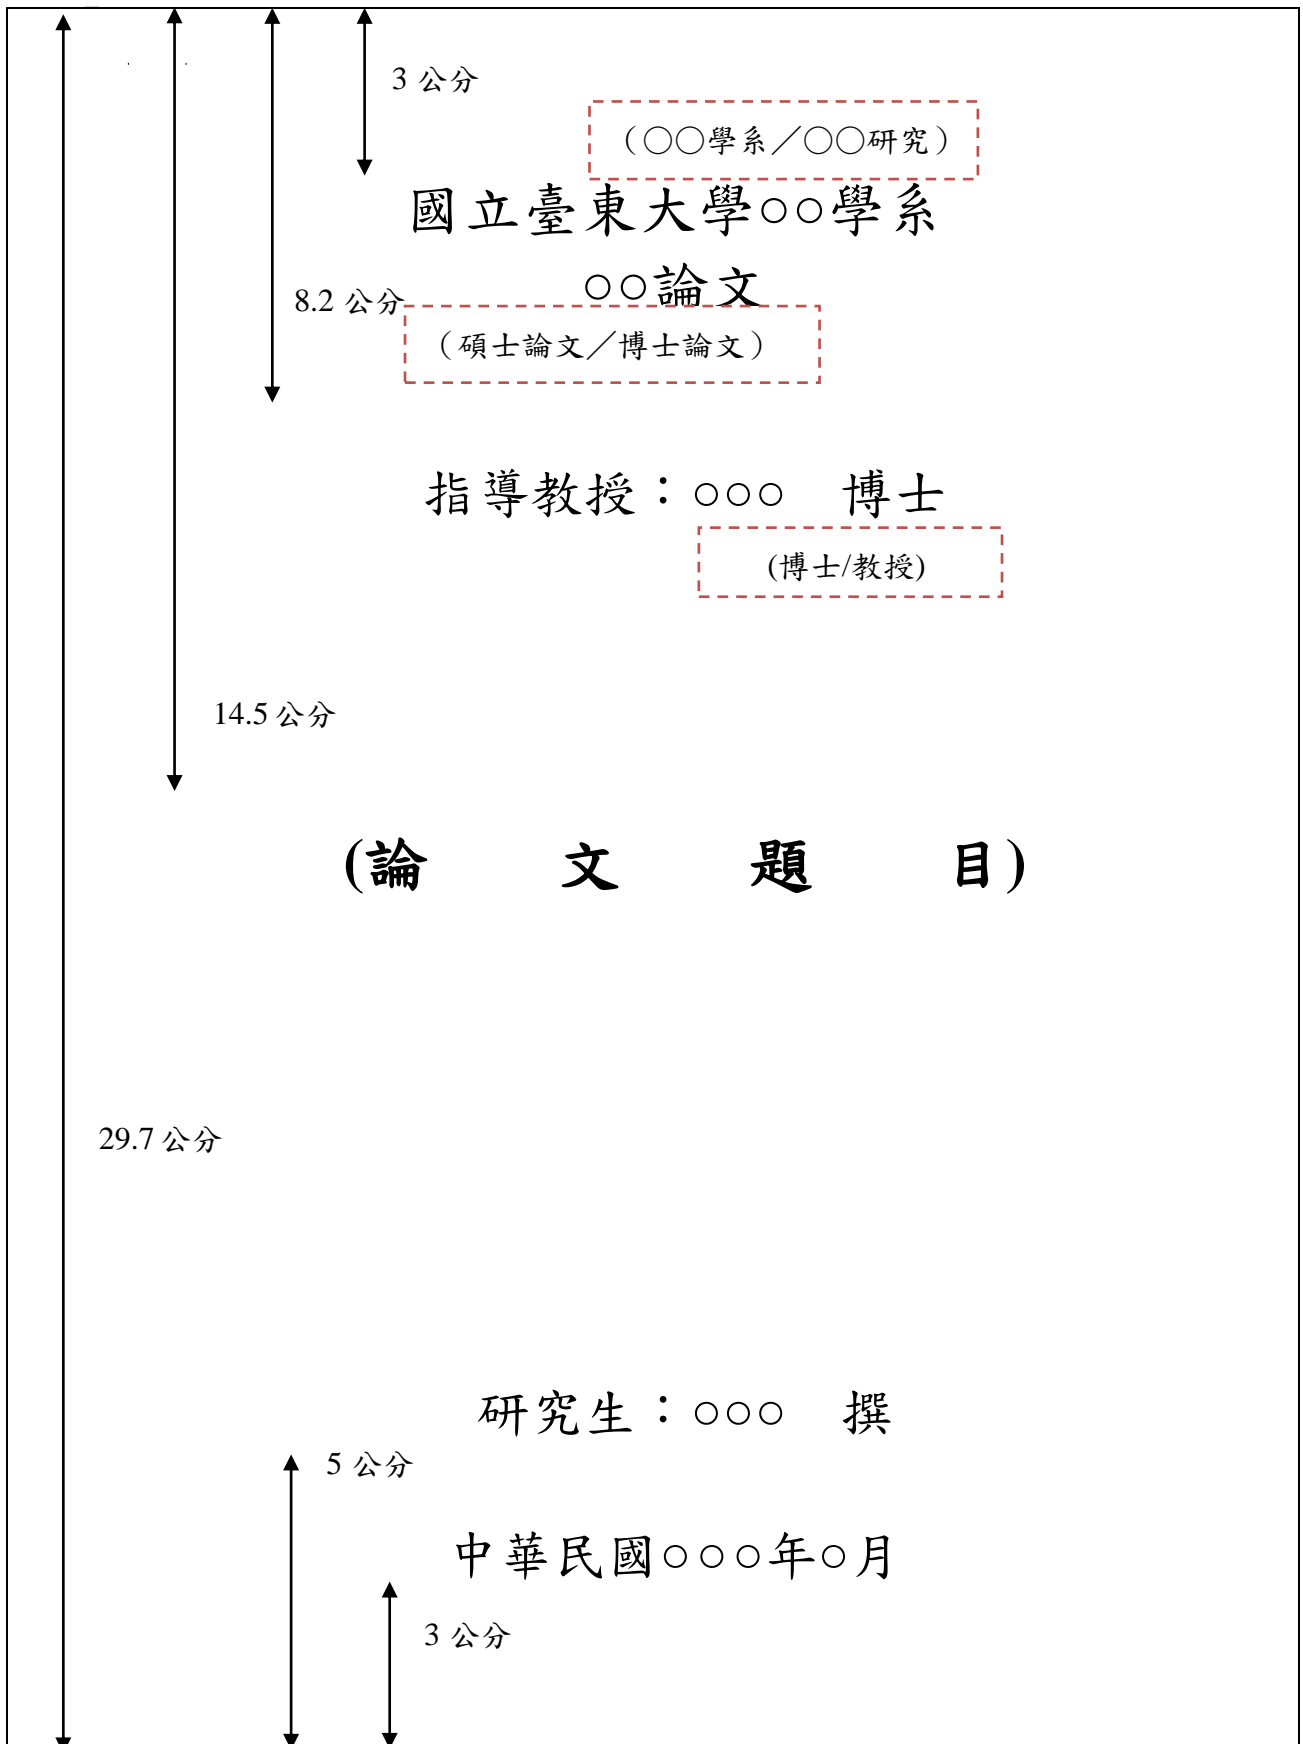 3 公分
（○○學系／○○研究）
國立臺東大學○○學系
○○論文
8.2 公分
（碩士論文／博士論文）
指導教授：○○○　博士
(博士/教授)
14.5 公分
(論　文　題　目)
29.7 公分
研究生：○○○　撰
5 公分
中華民國○○○年○月
3 公分